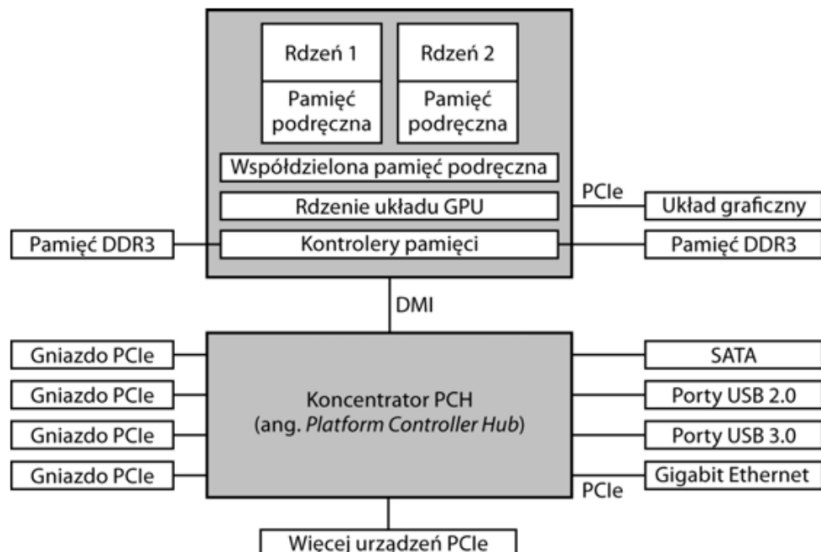 Rdzeń 1
Rdzeń 2
Pamięć
podręczna
Pamięć
podręczna
Współdzielona pamięć podręczna
Rdzenie układu GPU
PCIe
Układ graficzny
Pamięć DDR3
Kontrolery pamięci
Pamięć DDR3
DMI
Gniazdo PCIe
Gniazdo PCIe
Gniazdo PCIe
Gniazdo PCIe
Koncentrator PCH
(ang. Platform Controller Hub)
SATA
Porty USB 2.0
Porty USB 3.0
Gigabit Ethernet
PCIe
Więcej urządzeń PCIe